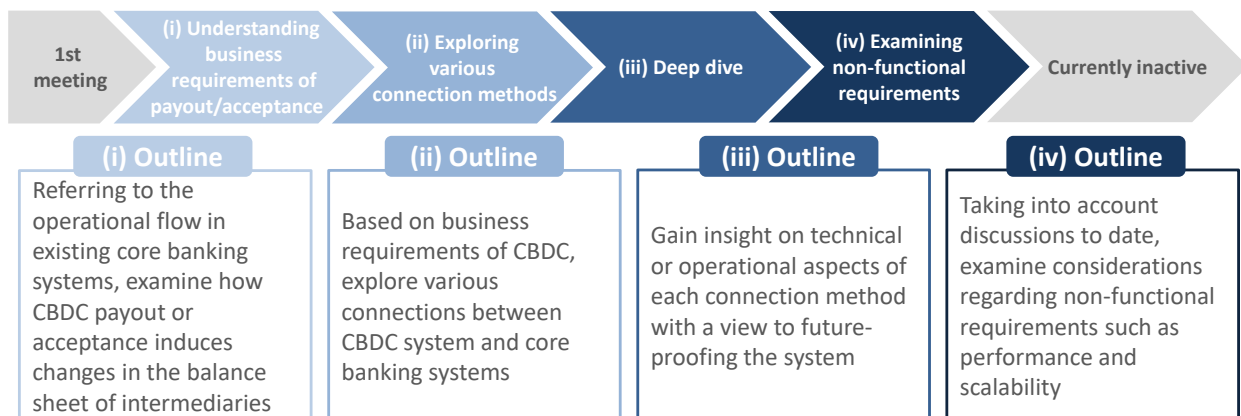 1st
meeting
(i) Understanding
business
requirements of
payout/acceptance
(ii) Exploring
various
connection methods
(iii) Deep dive
(iv) Examining
non-functional
requirements
Currently inactive
(i) Outline
Referring to the
operational flow in
existing core banking
systems, examine how
CBDC payout or
acceptance induces
changes in the balance
sheet of intermediaries
(ii) Outline
Based on business
requirements of CBDC,
explore various
connections between
CBDC system and core
banking systems
(iii) Outline
Gain insight on technical
or operational aspects of
each connection method
with a view to future-
proofing the system
(iv) Outline
Taking into account
discussions to date,
examine considerations
regarding non-functional
requirements such as
performance and
scalability